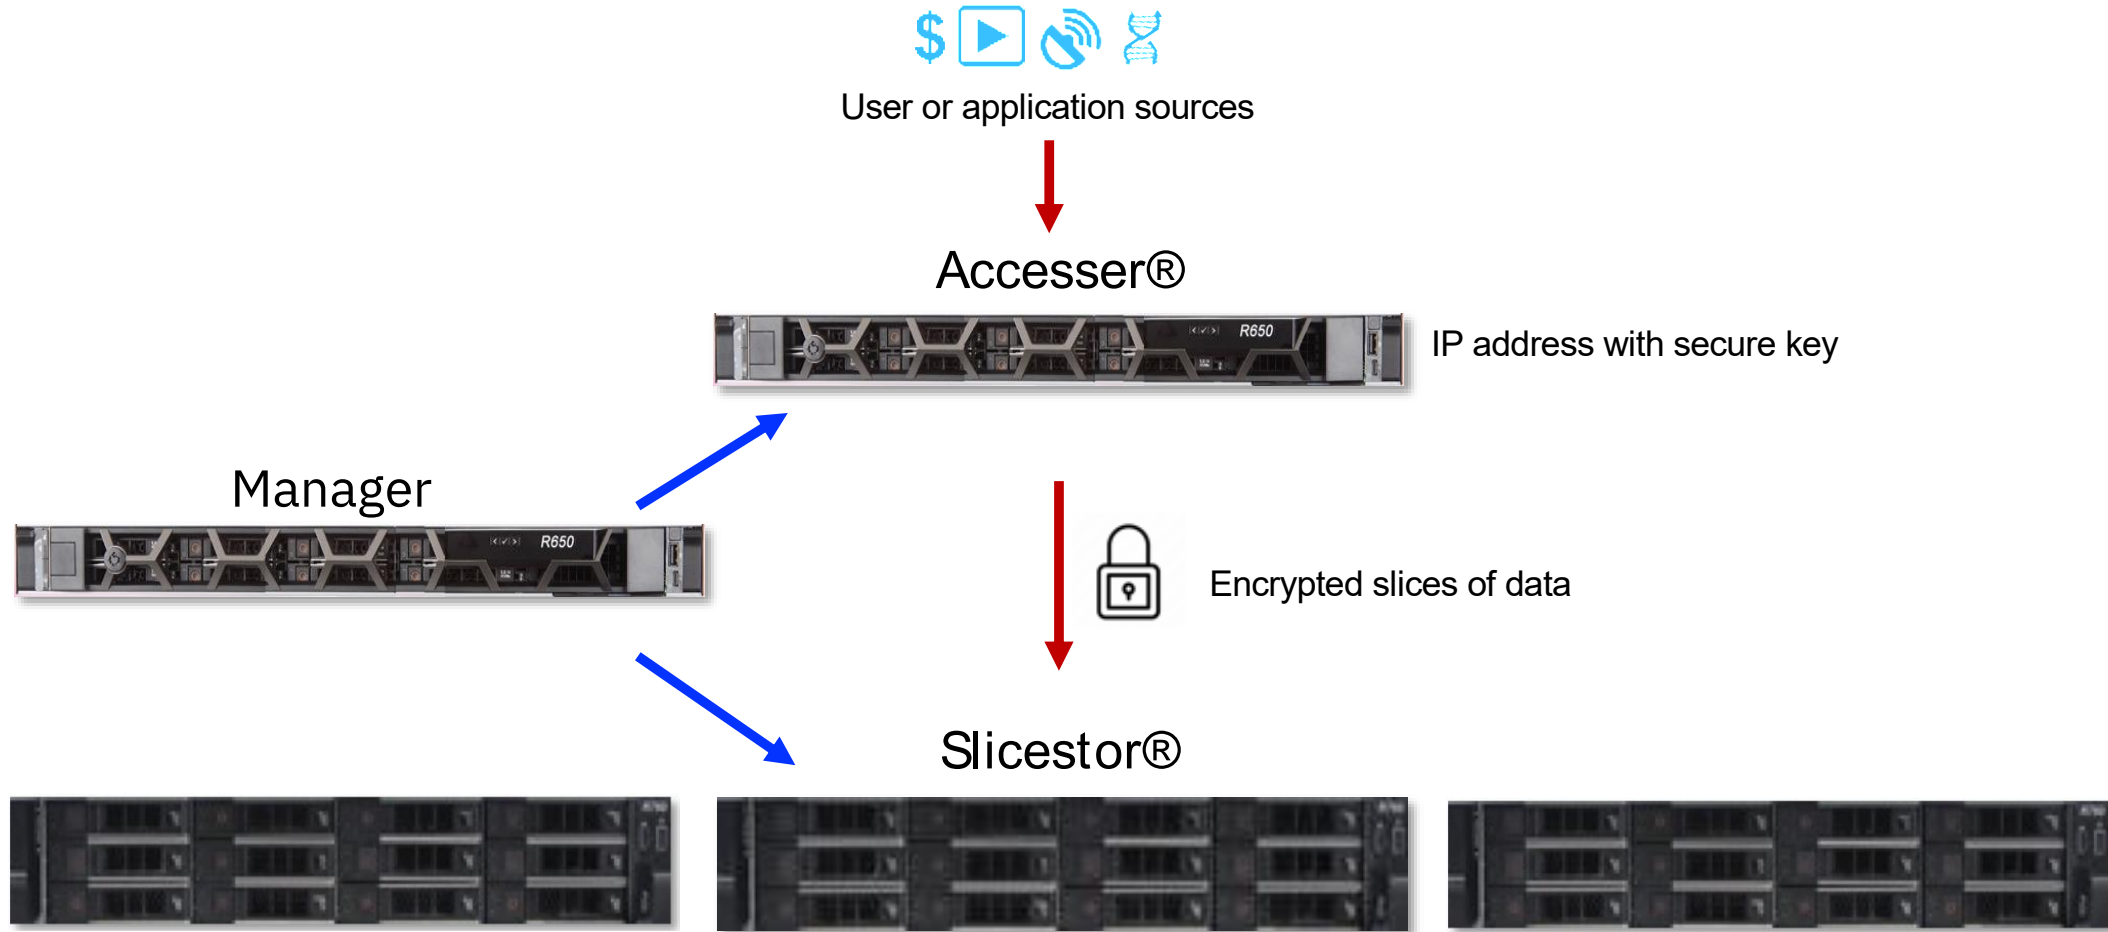 $
User or application sources
Accesser®
R650
IP address with secure key
Manager
R650
Encrypted slices of data
Slicestor®